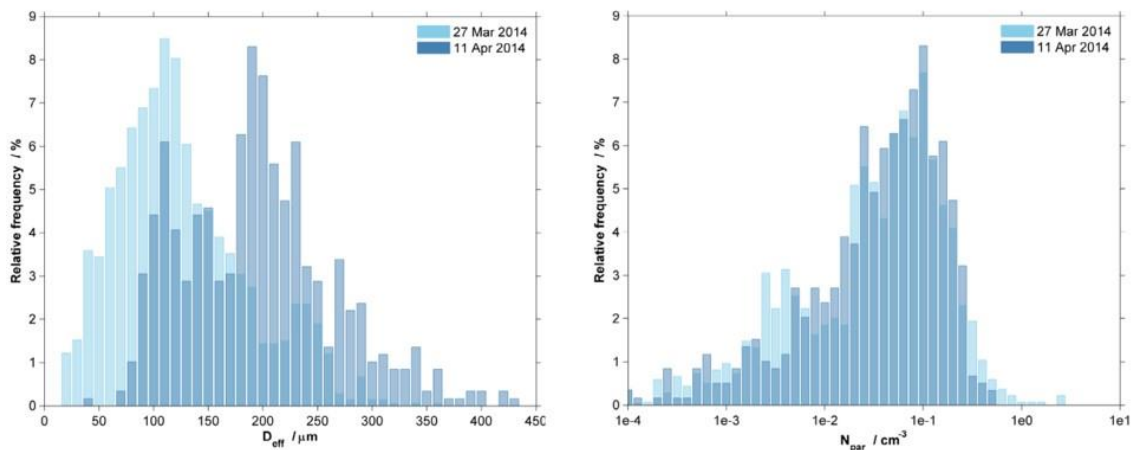 9
8
7
6
5
4
3
2
1
0
Relative frequency / %
27 Mar 2014
11 Apr 2014
0 50 100 150 200 250 300 350 400 450
D_eff / µm
9
8
7
6
5
4
3
2
1
0
Relative frequency / %
27 Mar 2014
11 Apr 2014
1e-4 1e-3 1e-2 1e-1 1e0 1e1
N_par / cm⁻³